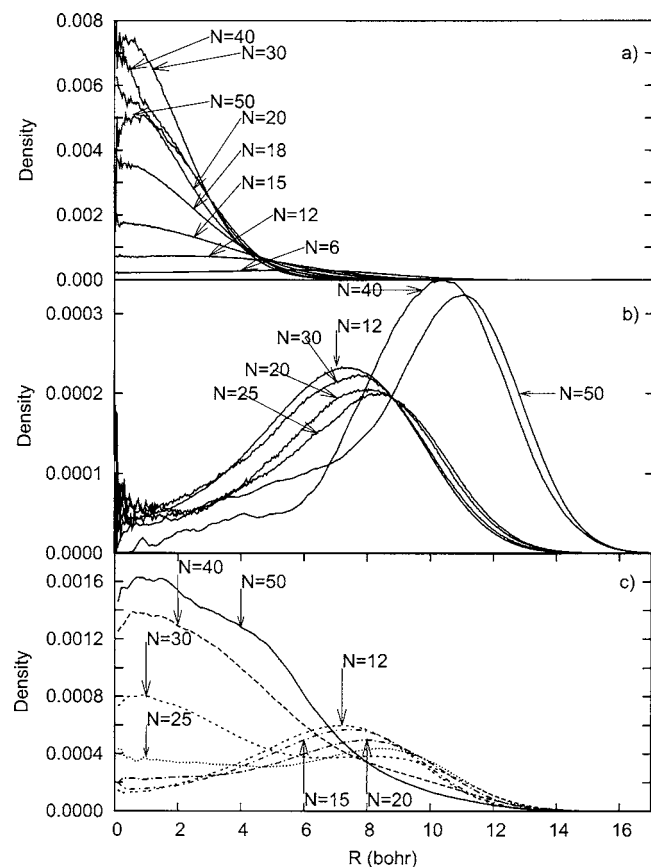 0.008
N=40
N=30
a)
0.006
N=50
N=20
Density
0.004
N=18
N=15
0.002
N=12
N=6
0.000
N=40
0.0003
N=30
N=12
b)
N=20
Density
0.0002
N=25
N=50
0.0001
0.0000
N=40
c)
0.0016
N=50
N=30
0.0012
N=12
Density
0.0008
N=25
0.0004
N=15
N=20
0.0000
0 2 4 6 8 10 12 14 16
R (bohr)